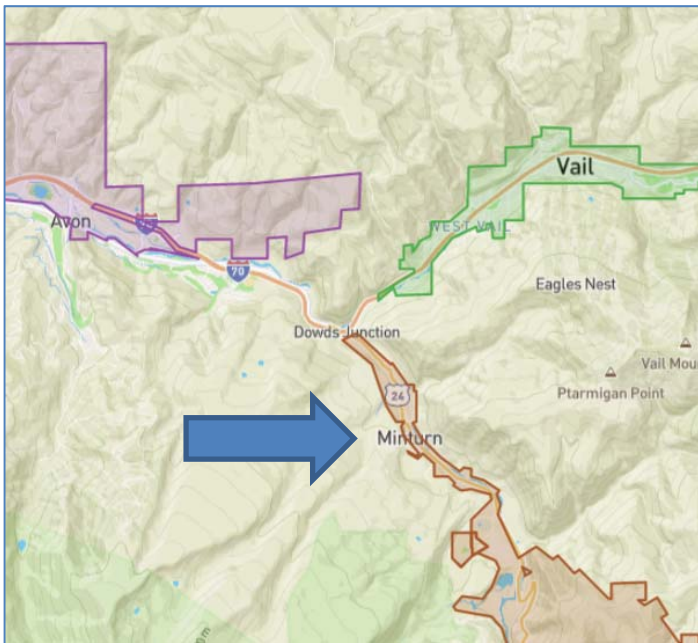 Vail
Avon
WEST VAIL
70
Eagles Nest
Dowds Junction
Vail Mou
24
Ptarmigan Point
Minturn